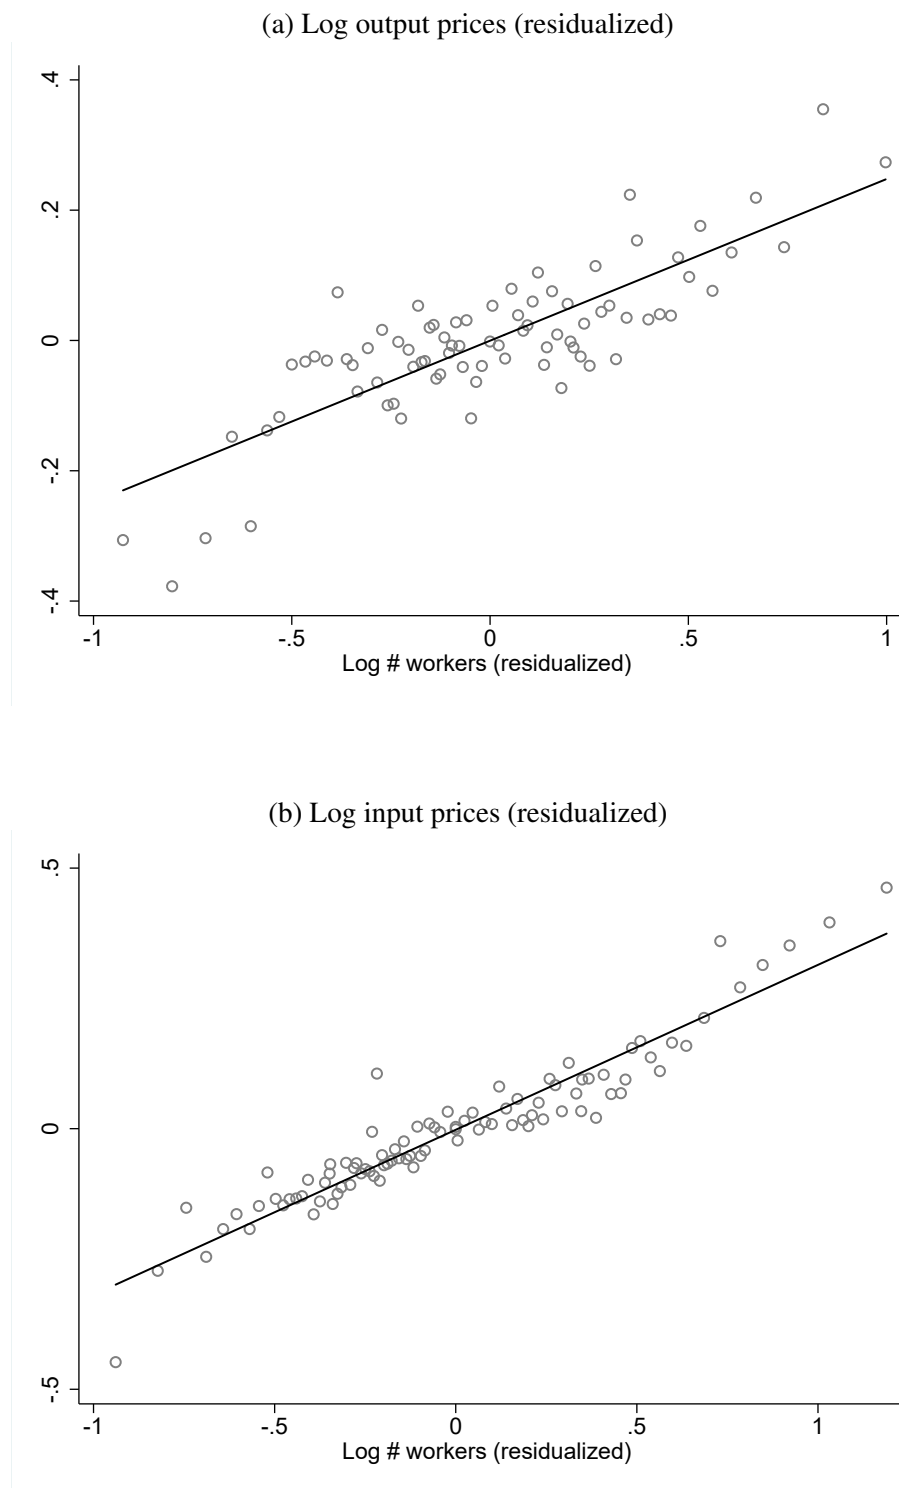 (a) Log output prices (residualized)
.4
.2
0
-.2
-.4
-1 -.5 0 .5 1
Log # workers (residualized)
(b) Log input prices (residualized)
.5
0
-.5
-1 -.5 0 .5 1
Log # workers (residualized)